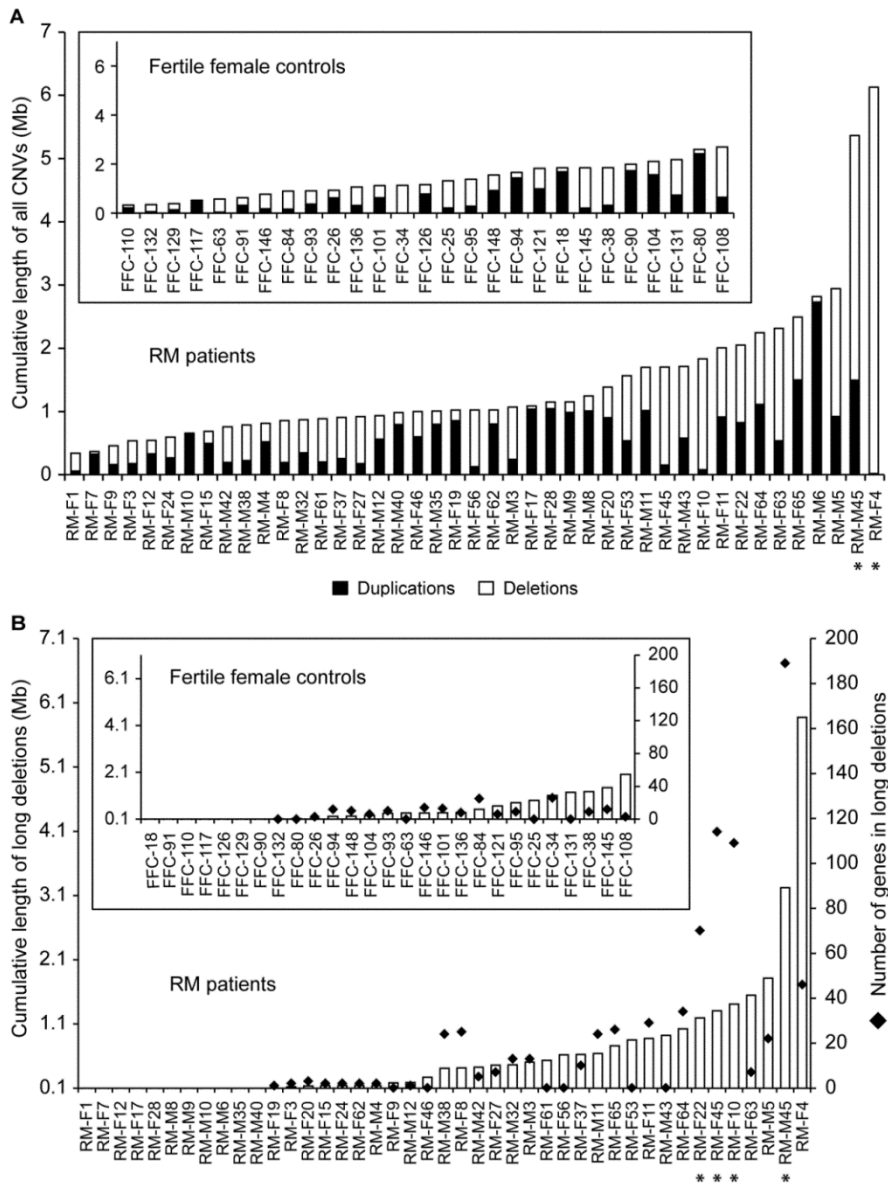 A
Cumulative length of all CNVs (Mb)
7
6
5
4
3
2
1
0
Fertile female controls
6
4
2
0
FFC-110
FFC-132
FFC-129
FFC-117
FFC-63
FFC-91
FFC-146
FFC-84
FFC-93
FFC-26
FFC-136
FFC-101
FFC-34
FFC-126
FFC-25
FFC-95
FFC-148
FFC-94
FFC-121
FFC-18
FFC-145
FFC-38
FFC-90
FFC-104
FFC-131
FFC-80
FFC-108
RM patients
RM-F1
RM-F7
RM-F9
RM-F3
RM-F12
RM-F24
RM-M10
RM-F15
RM-M42
RM-M38
RM-M4
RM-F8
RM-M32
RM-F61
RM-F37
RM-F27
RM-M12
RM-M40
RM-F46
RM-M35
RM-F19
RM-F56
RM-F62
RM-M3
RM-F17
RM-F28
RM-M9
RM-M8
RM-F20
RM-F53
RM-M11
RM-F45
RM-M43
RM-F10
RM-F11
RM-F22
RM-F64
RM-F63
RM-F65
RM-M6
RM-M5
RM-M45 *
RM-F4 *
Duplications
Deletions
B
Cumulative length of long deletions (Mb)
7.1
6.1
5.1
4.1
3.1
2.1
1.1
0.1
Fertile female controls
6.1
4.1
2.1
0.1
200
160
120
80
40
0
FFC-18
FFC-91
FFC-110
FFC-117
FFC-126
FFC-129
FFC-90
FFC-132
FFC-80
FFC-26
FFC-94
FFC-148
FFC-104
FFC-93
FFC-63
FFC-146
FFC-101
FFC-136
FFC-84
FFC-121
FFC-95
FFC-25
FFC-34
FFC-131
FFC-38
FFC-145
FFC-108
RM patients
200
180
160
140
120
100
80
60
40
20
0
Number of genes in long deletions
RM-F1
RM-F7
RM-F12
RM-F17
RM-F28
RM-M8
RM-M9
RM-M10
RM-M6
RM-M35
RM-M40
RM-F19
RM-F3
RM-F20
RM-F15
RM-F24
RM-F62
RM-M4
RM-F9
RM-M12
RM-F46
RM-M38
RM-F8
RM-M42
RM-F27
RM-M32
RM-M3
RM-F61
RM-F56
RM-F37
RM-M11
RM-F65
RM-F53
RM-F11
RM-M43
RM-F64
RM-F22 *
RM-F45 *
RM-F10 *
RM-F63
RM-M5
RM-M45 *
RM-F4